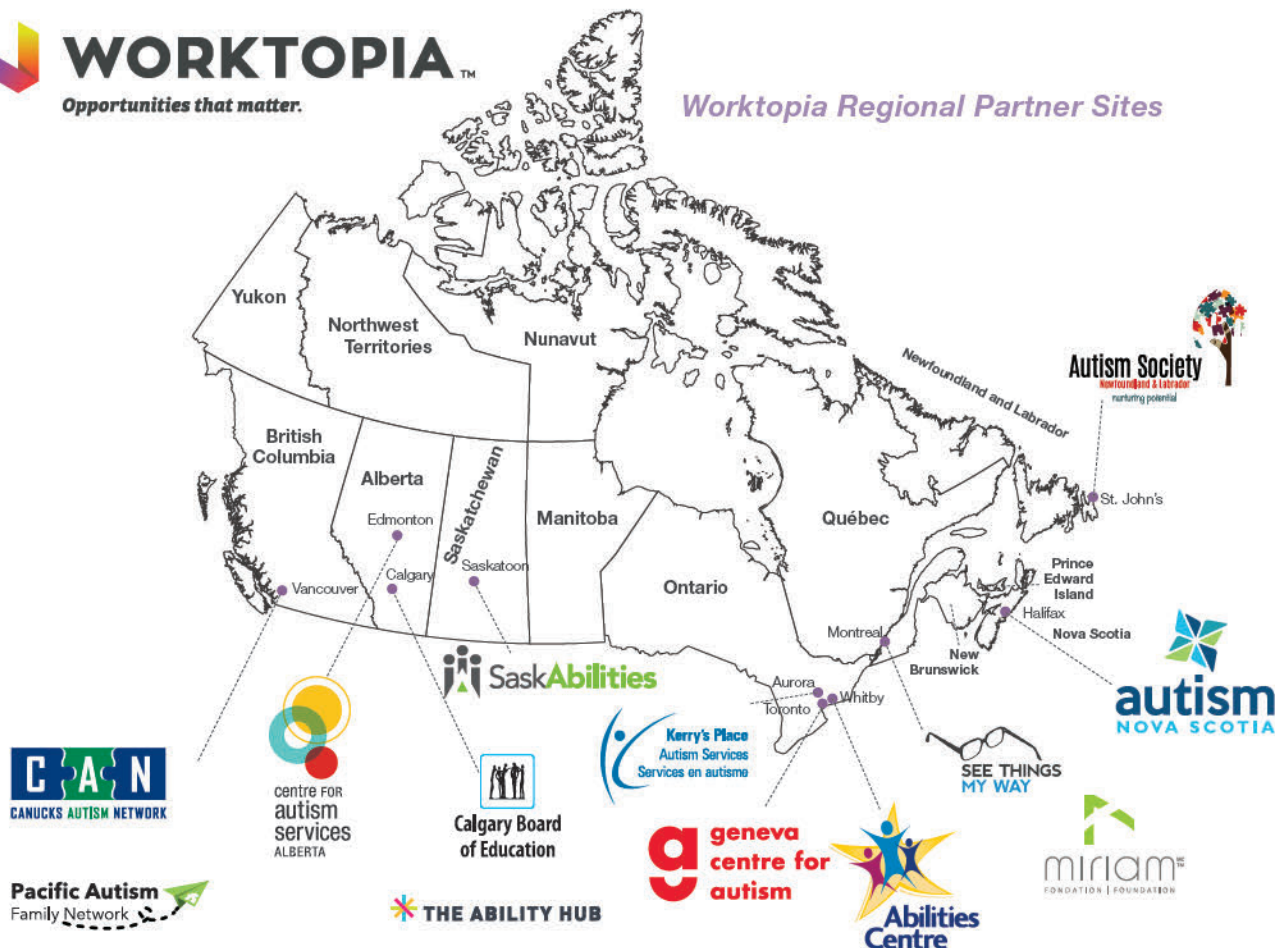 WORKTOPIA™
Opportunities that matter.
Worktopia Regional Partner Sites
Yukon
Northwest
Territories
Nunavut
British
Columbia
Alberta
Saskatchewan
Manitoba
Ontario
Québec
Newfoundland and Labrador
Prince
Edward
Island
Nova Scotia
New
Brunswick
Edmonton
Calgary
Vancouver
Saskatoon
Montreal
Aurora
Toronto
Whitby
Halifax
St. John's
Autism Society
Newfoundland & Labrador
nurturing potential
autism
NOVA SCOTIA
SaskAbilities
Kerry's Place
Autism Services
Services en autisme
SEE THINGS
MY WAY
CAN
CANUCKS AUTISM NETWORK
centre for
autism
services
ALBERTA
Calgary Board
of Education
g
geneva
centre for
autism
Abilities
Centre
miriam MC
TM
FONDATION | FOUNDATION
Pacific Autism
Family Network
THE ABILITY HUB